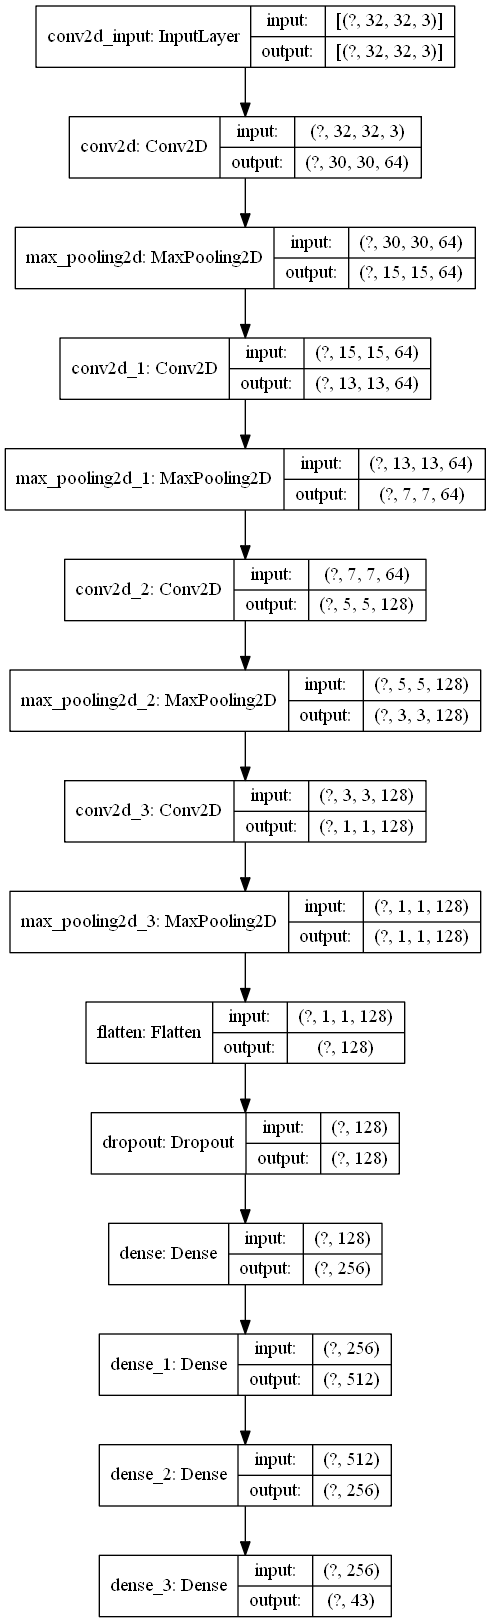 conv2d_input: InputLayer
input:
[(?, 32, 32, 3)]
output:
[(?, 32, 32, 3)]
conv2d: Conv2D
input:
(?, 32, 32, 3)
output:
(?, 30, 30, 64)
max_pooling2d: MaxPooling2D
input:
(?, 30, 30, 64)
output:
(?, 15, 15, 64)
conv2d_1: Conv2D
input:
(?, 15, 15, 64)
output:
(?, 13, 13, 64)
max_pooling2d_1: MaxPooling2D
input:
(?, 13, 13, 64)
output:
(?, 7, 7, 64)
conv2d_2: Conv2D
input:
(?, 7, 7, 64)
output:
(?, 5, 5, 128)
max_pooling2d_2: MaxPooling2D
input:
(?, 5, 5, 128)
output:
(?, 3, 3, 128)
conv2d_3: Conv2D
input:
(?, 3, 3, 128)
output:
(?, 1, 1, 128)
max_pooling2d_3: MaxPooling2D
input:
(?, 1, 1, 128)
output:
(?, 1, 1, 128)
flatten: Flatten
input:
(?, 1, 1, 128)
output:
(?, 128)
dropout: Dropout
input:
(?, 128)
output:
(?, 128)
dense: Dense
input:
(?, 128)
output:
(?, 256)
dense_1: Dense
input:
(?, 256)
output:
(?, 512)
dense_2: Dense
input:
(?, 512)
output:
(?, 256)
dense_3: Dense
input:
(?, 256)
output:
(?, 43)